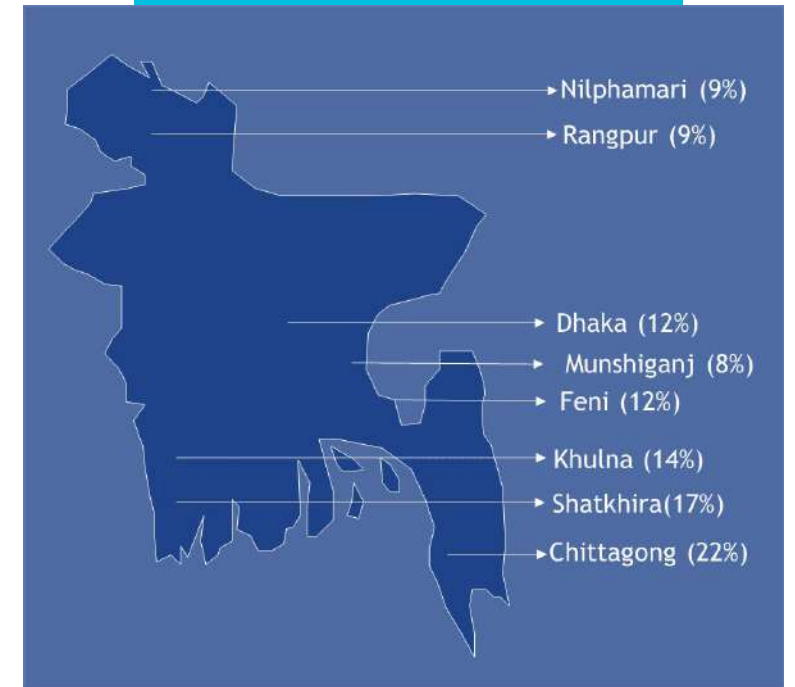 Nilphamari (9%)
Rangpur (9%)
Dhaka (12%)
Munshiganj (8%)
Feni (12%)
Khulna (14%)
Shatkhira(17%)
Chittagong (22%)